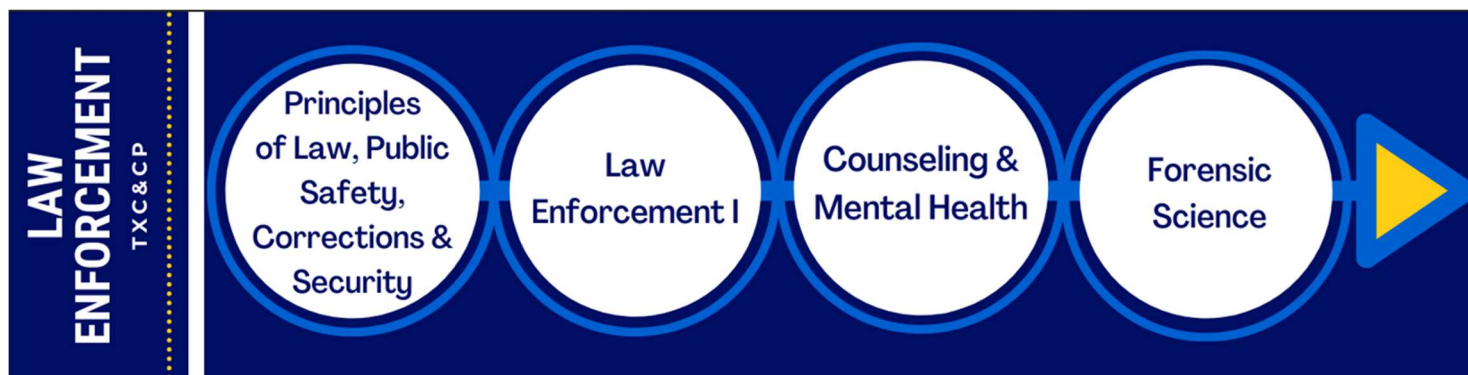 LAW
ENFORCEMENT
TXC&CP
Principles
of Law, Public
Safety,
Corrections &
Security
Law
Enforcement I
Counseling &
Mental Health
Forensic
Science